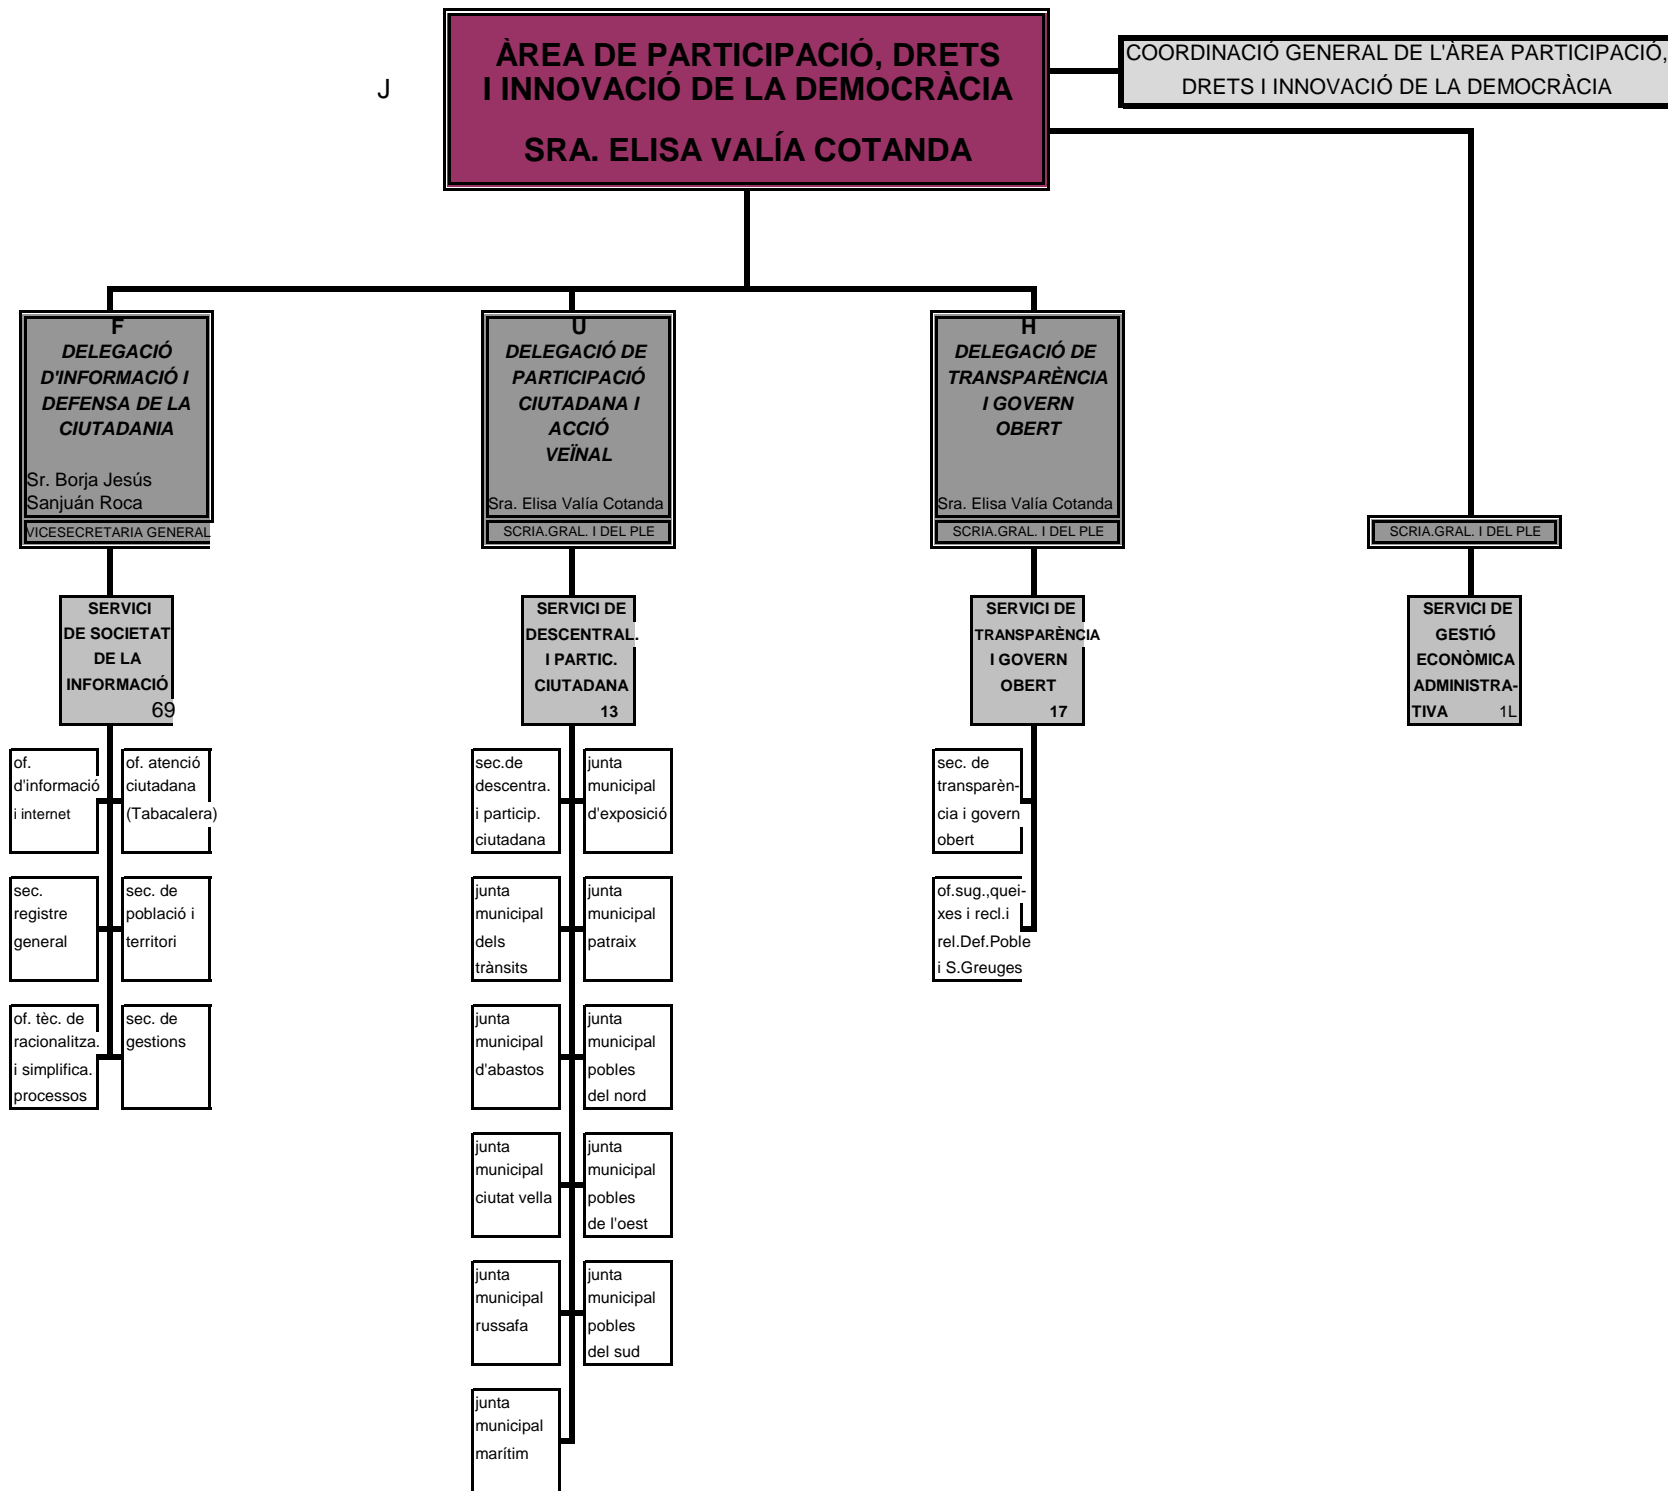 J
ÀREA DE PARTICIPACIÓ, DRETS
I INNOVACIÓ DE LA DEMOCRÀCIA
SRA. ELISA VALÍA COTANDA
COORDINACIÓ GENERAL DE L'ÀREA PARTICIPACIÓ,
DRETS I INNOVACIÓ DE LA DEMOCRÀCIA
F
DELEGACIÓ
D'INFORMACIÓ I
DEFENSA DE LA
CIUTADANIA
Sr. Borja Jesús
Sanjuán Roca
VICESECRETARIA GENERAL
U
DELEGACIÓ DE
PARTICIPACIÓ
CIUTADANA I
ACCIÓ
VEÏNAL
Sra. Elisa Valía Cotanda
SCRIA.GRAL. I DEL PLE
H
DELEGACIÓ DE
TRANSPARÈNCIA
I GOVERN
OBERT
Sra. Elisa Valía Cotanda
SCRIA.GRAL. I DEL PLE
SCRIA.GRAL. I DEL PLE
SERVICI
DE SOCIETAT
DE LA
INFORMACIÓ
69
SERVICI DE
DESCENTRAL.
I PARTIC.
CIUTADANA
13
SERVICI DE
TRANSPARÈNCIA
I GOVERN
OBERT
17
SERVICI DE
GESTIÓ
ECONÒMICA
ADMINISTRA-
TIVA 1L
of.
d'informació
i internet
of. atenció
ciutadana
(Tabacalera)
sec.
registre
general
sec. de
població i
territori
of. tèc. de
racionalitza.
i simplifica.
processos
sec. de
gestions
sec.de
descentra.
i particip.
ciutadana
junta
municipal
d'exposició
junta
municipal
dels
trànsits
junta
municipal
patraix
junta
municipal
d'abastos
junta
municipal
pobles
del nord
junta
municipal
ciutat vella
junta
municipal
pobles
de l'oest
junta
municipal
russafa
junta
municipal
pobles
del sud
junta
municipal
marítim
sec. de
transparèn-
cia i govern
obert
of.sug.,quei-
xes i recl.i
rel.Def.Poble
i S.Greuges